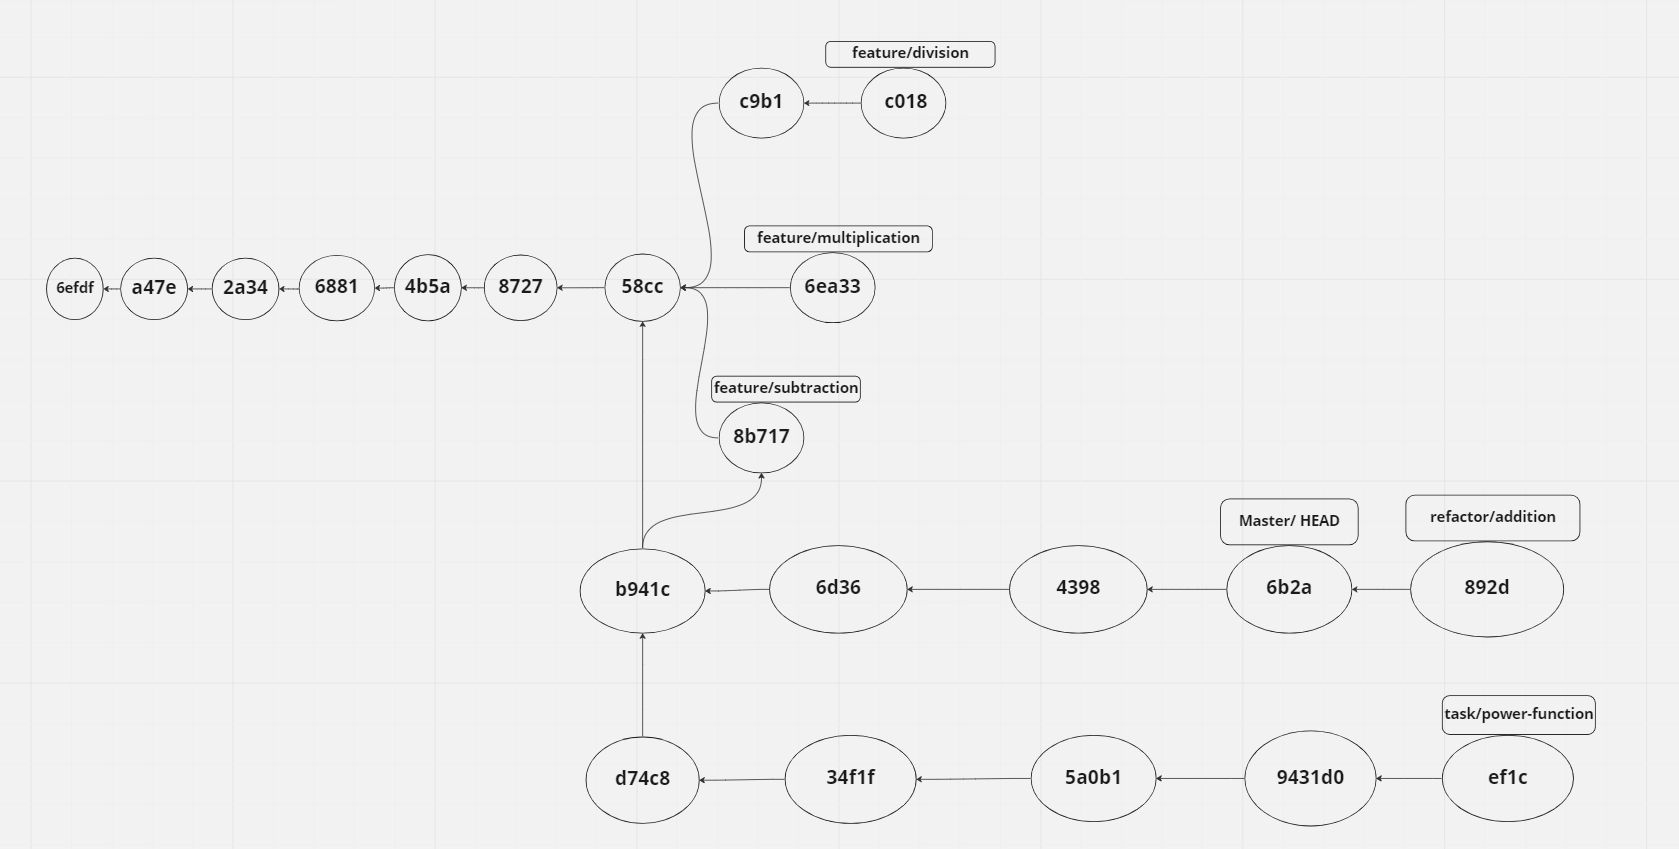 feature/division
c9b1
c018
feature/multiplication
6efdf
a47e
2a34
6881
4b5a
8727
58cc
6ea33
feature/subtraction
8b717
Master/ HEAD
refactor/addition
b941c
6d36
4398
6b2a
892d
task/power-function
d74c8
34f1f
5a0b1
9431d0
ef1c